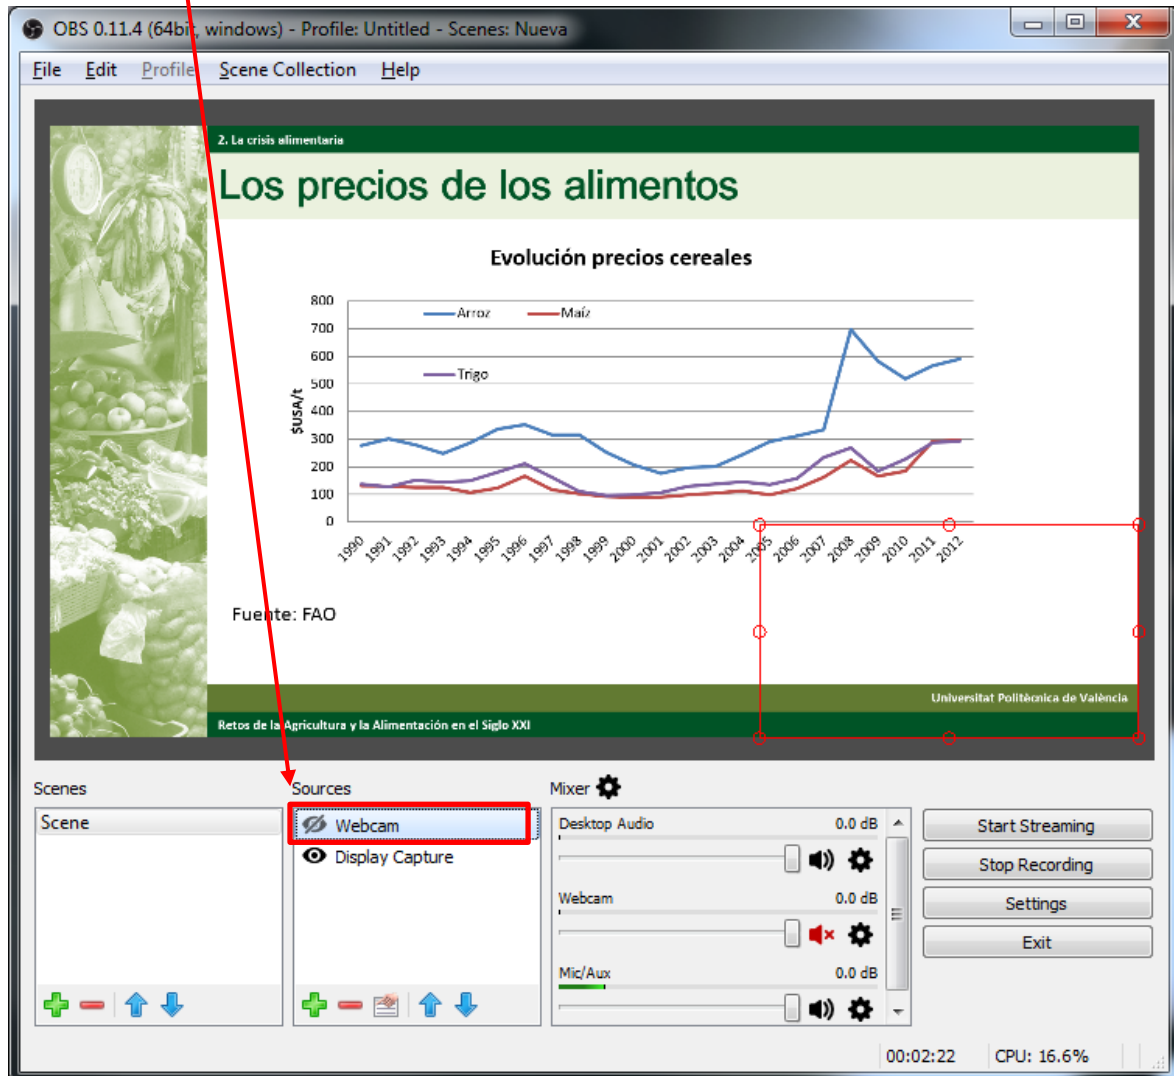 OBS 0.11.4 (64bit, windows) - Profile: Untitled - Scenes: Nueva
File Edit Profile Scene Collection Help
2. La crisis alimentaria
Los precios de los alimentos
Evolución precios cereales
Arroz Maíz
Trigo
$USA/t
800
700
600
500
400
300
200
100
0
1990 1991 1992 1993 1994 1995 1996 1997 1998 1999 2000 2001 2002 2003 2004 2005 2006 2007 2008 2009 2010 2011 2012
Fuente: FAO
Universitat Politècnica de València
Retos de la Agricultura y la Alimentación en el Siglo XXI
Scenes
Scene
Sources
Webcam
Display Capture
Mixer
Desktop Audio 0.0 dB
Webcam 0.0 dB
Mic/Aux 0.0 dB
Start Streaming
Stop Recording
Settings
Exit
00:02:22 CPU: 16.6%